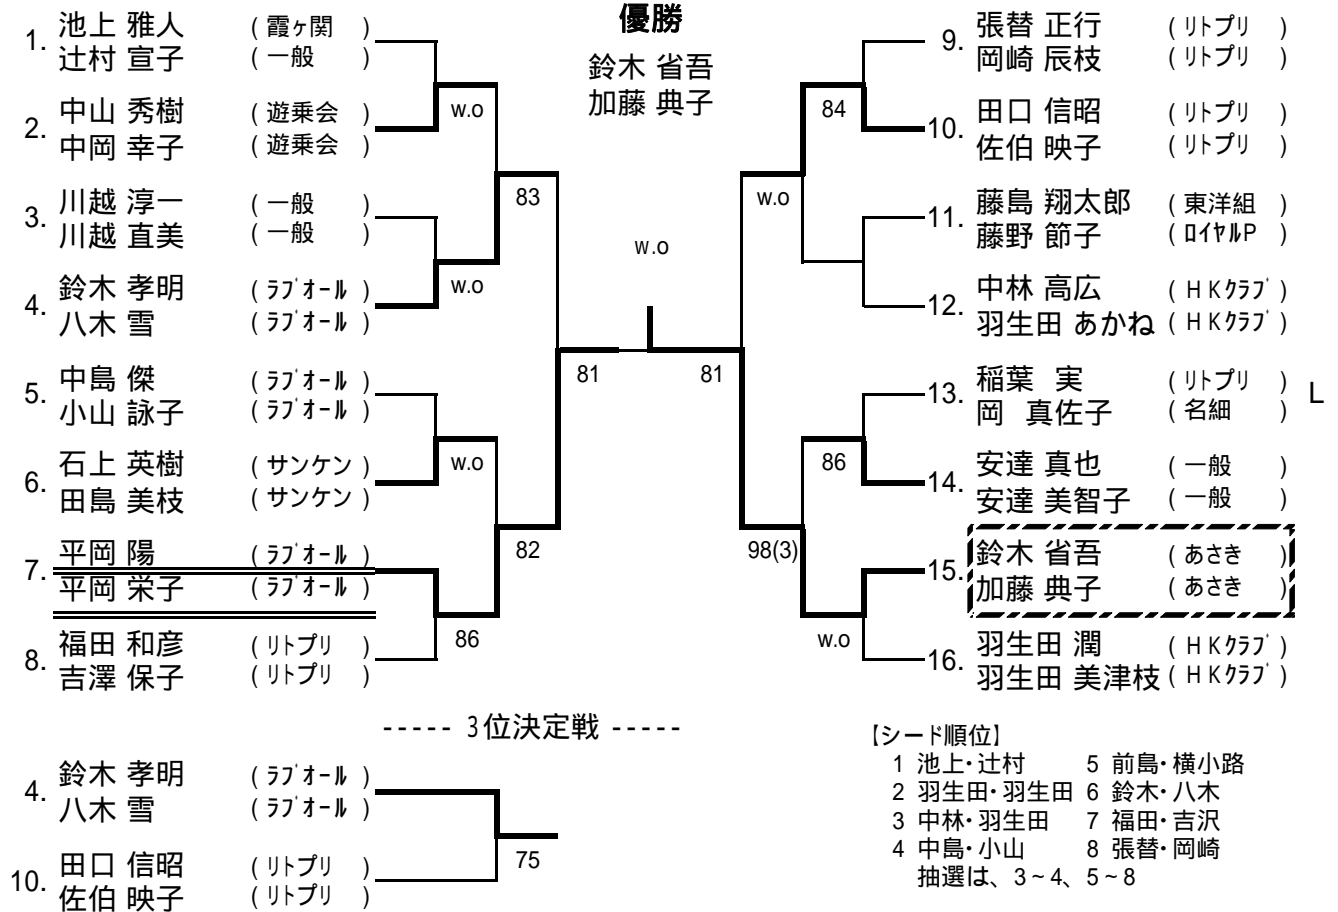 優勝
鈴木 省吾
加藤 典子
1. 池上 雅人 ( 霞ヶ関 )
辻村 宣子 ( 一般 )
2. 中山 秀樹 ( 遊乗会 )
中岡 幸子 ( 遊乗会 )
3. 川越 淳一 ( 一般 )
川越 直美 ( 一般 )
4. 鈴木 孝明 ( ﾗﾌﾞｵｰﾙ )
八木 雪 ( ﾗﾌﾞｵｰﾙ )
5. 中島 傑 ( ﾗﾌﾞｵｰﾙ )
小山 詠子 ( ﾗﾌﾞｵｰﾙ )
6. 石上 英樹 ( サンケン )
田島 美枝 ( サンケン )
7. 平岡 陽 ( ﾗﾌﾞｵｰﾙ )
平岡 栄子 ( ﾗﾌﾞｵｰﾙ )
8. 福田 和彦 ( ﾘﾄﾌﾟﾘ )
吉澤 保子 ( ﾘﾄﾌﾟﾘ )
w.o
w.o
w.o
86
83
82
81
w.o
81
w.o
98(3)
84
86
w.o
9. 張替 正行 ( ﾘﾄﾌﾟﾘ )
岡崎 辰枝 ( ﾘﾄﾌﾟﾘ )
10. 田口 信昭 ( ﾘﾄﾌﾟﾘ )
佐伯 映子 ( ﾘﾄﾌﾟﾘ )
11. 藤島 翔太郎 ( 東洋組 )
藤野 節子 ( ﾛｲﾔﾙP )
12. 中林 高広 ( ＨＫｸﾗﾌﾞ )
羽生田 あかね ( ＨＫｸﾗﾌﾞ )
13. 稲葉 実 ( ﾘﾄﾌﾟﾘ ) L
岡 真佐子 ( 名細 )
14. 安達 真也 ( 一般 )
安達 美智子 ( 一般 )
15. 鈴木 省吾 ( あさき )
加藤 典子 ( あさき )
16. 羽生田 潤 ( ＨＫｸﾗﾌﾞ )
羽生田 美津枝 ( ＨＫｸﾗﾌﾞ )
----- 3位決定戦 -----
4. 鈴木 孝明 ( ﾗﾌﾞｵｰﾙ )
八木 雪 ( ﾗﾌﾞｵｰﾙ )
10. 田口 信昭 ( ﾘﾄﾌﾟﾘ )
佐伯 映子 ( ﾘﾄﾌﾟﾘ )
75
【シード順位】
1 池上・辻村 5 前島・横小路
2 羽生田・羽生田 6 鈴木・八木
3 中林・羽生田 7 福田・吉沢
4 中島・小山 8 張替・岡崎
抽選は、3~4、5~8